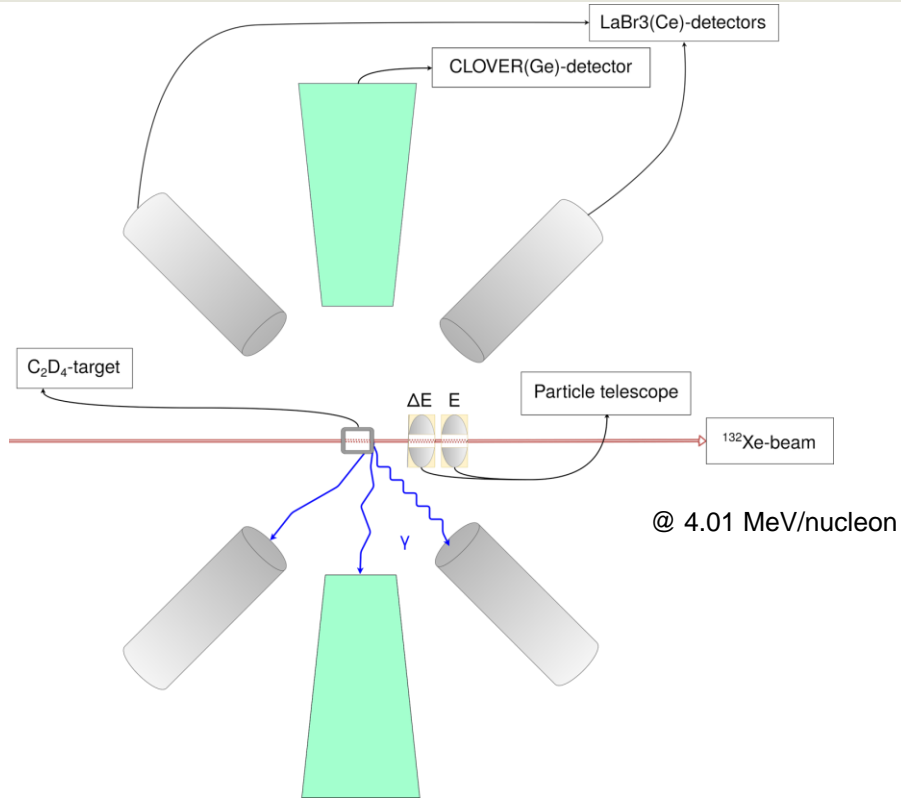 LaBr3(Ce)-detectors
CLOVER(Ge)-detector
C₂D₄-target
ΔE E
Particle telescope
¹³²Xe-beam
@ 4.01 MeV/nucleon
γ